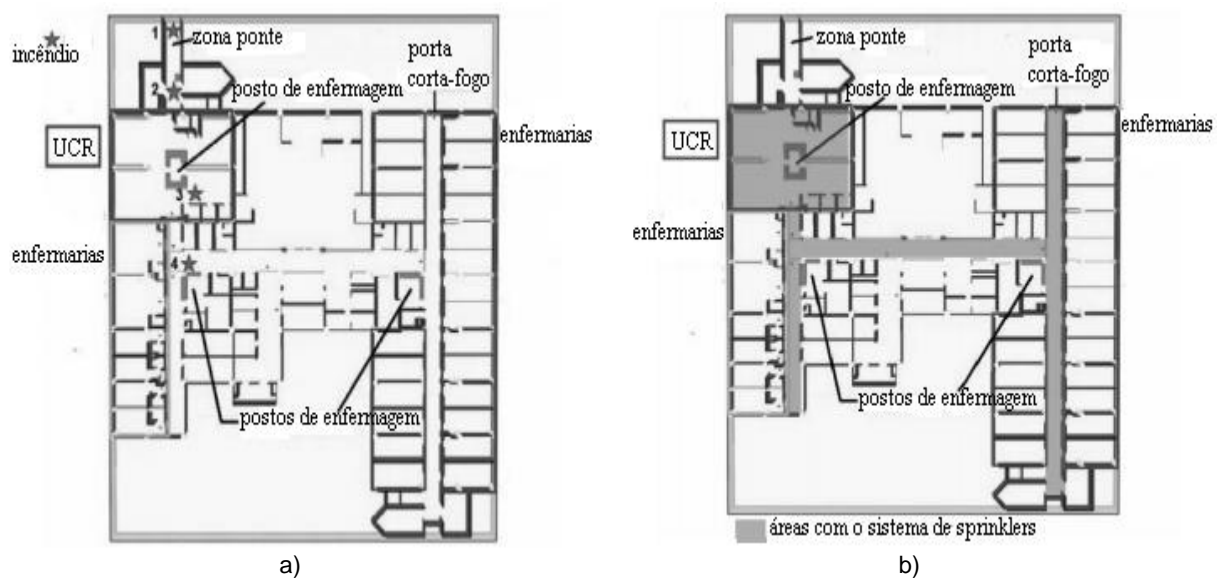 incêndio
1
zona ponte
2
posto de enfermagem
porta
corta-fogo
enfermarias
UCR
3
enfermarias
4
postos de enfermagem
a)
zona ponte
posto de enfermagem
porta
corta-fogo
enfermarias
UCR
enfermarias
postos de enfermagem
áreas com o sistema de sprinklers
b)